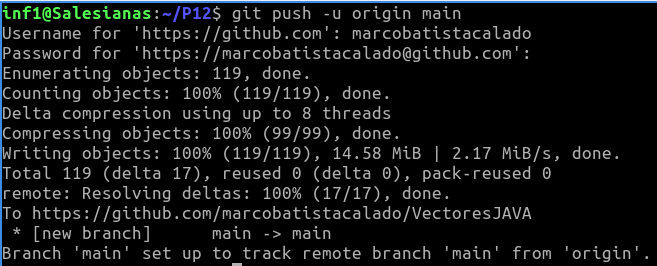 inf1@Salesianas:~/P12$ git push -u origin main
Username for 'https://github.com': marcobatistacalado
Password for 'https://marcobatistacalado@github.com':
Enumerating objects: 119, done.
Counting objects: 100% (119/119), done.
Delta compression using up to 8 threads
Compressing objects: 100% (99/99), done.
Writing objects: 100% (119/119), 14.58 MiB | 2.17 MiB/s, done.
Total 119 (delta 17), reused 0 (delta 0), pack-reused 0
remote: Resolving deltas: 100% (17/17), done.
To https://github.com/marcobatistacalado/VectoresJAVA
 * [new branch]      main -> main
Branch 'main' set up to track remote branch 'main' from 'origin'.